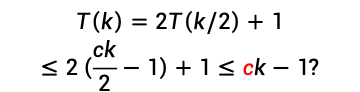 T(k) = 2T(k/2) + 1
≤ 2 (ck/2 − 1) + 1 ≤ ck − 1?